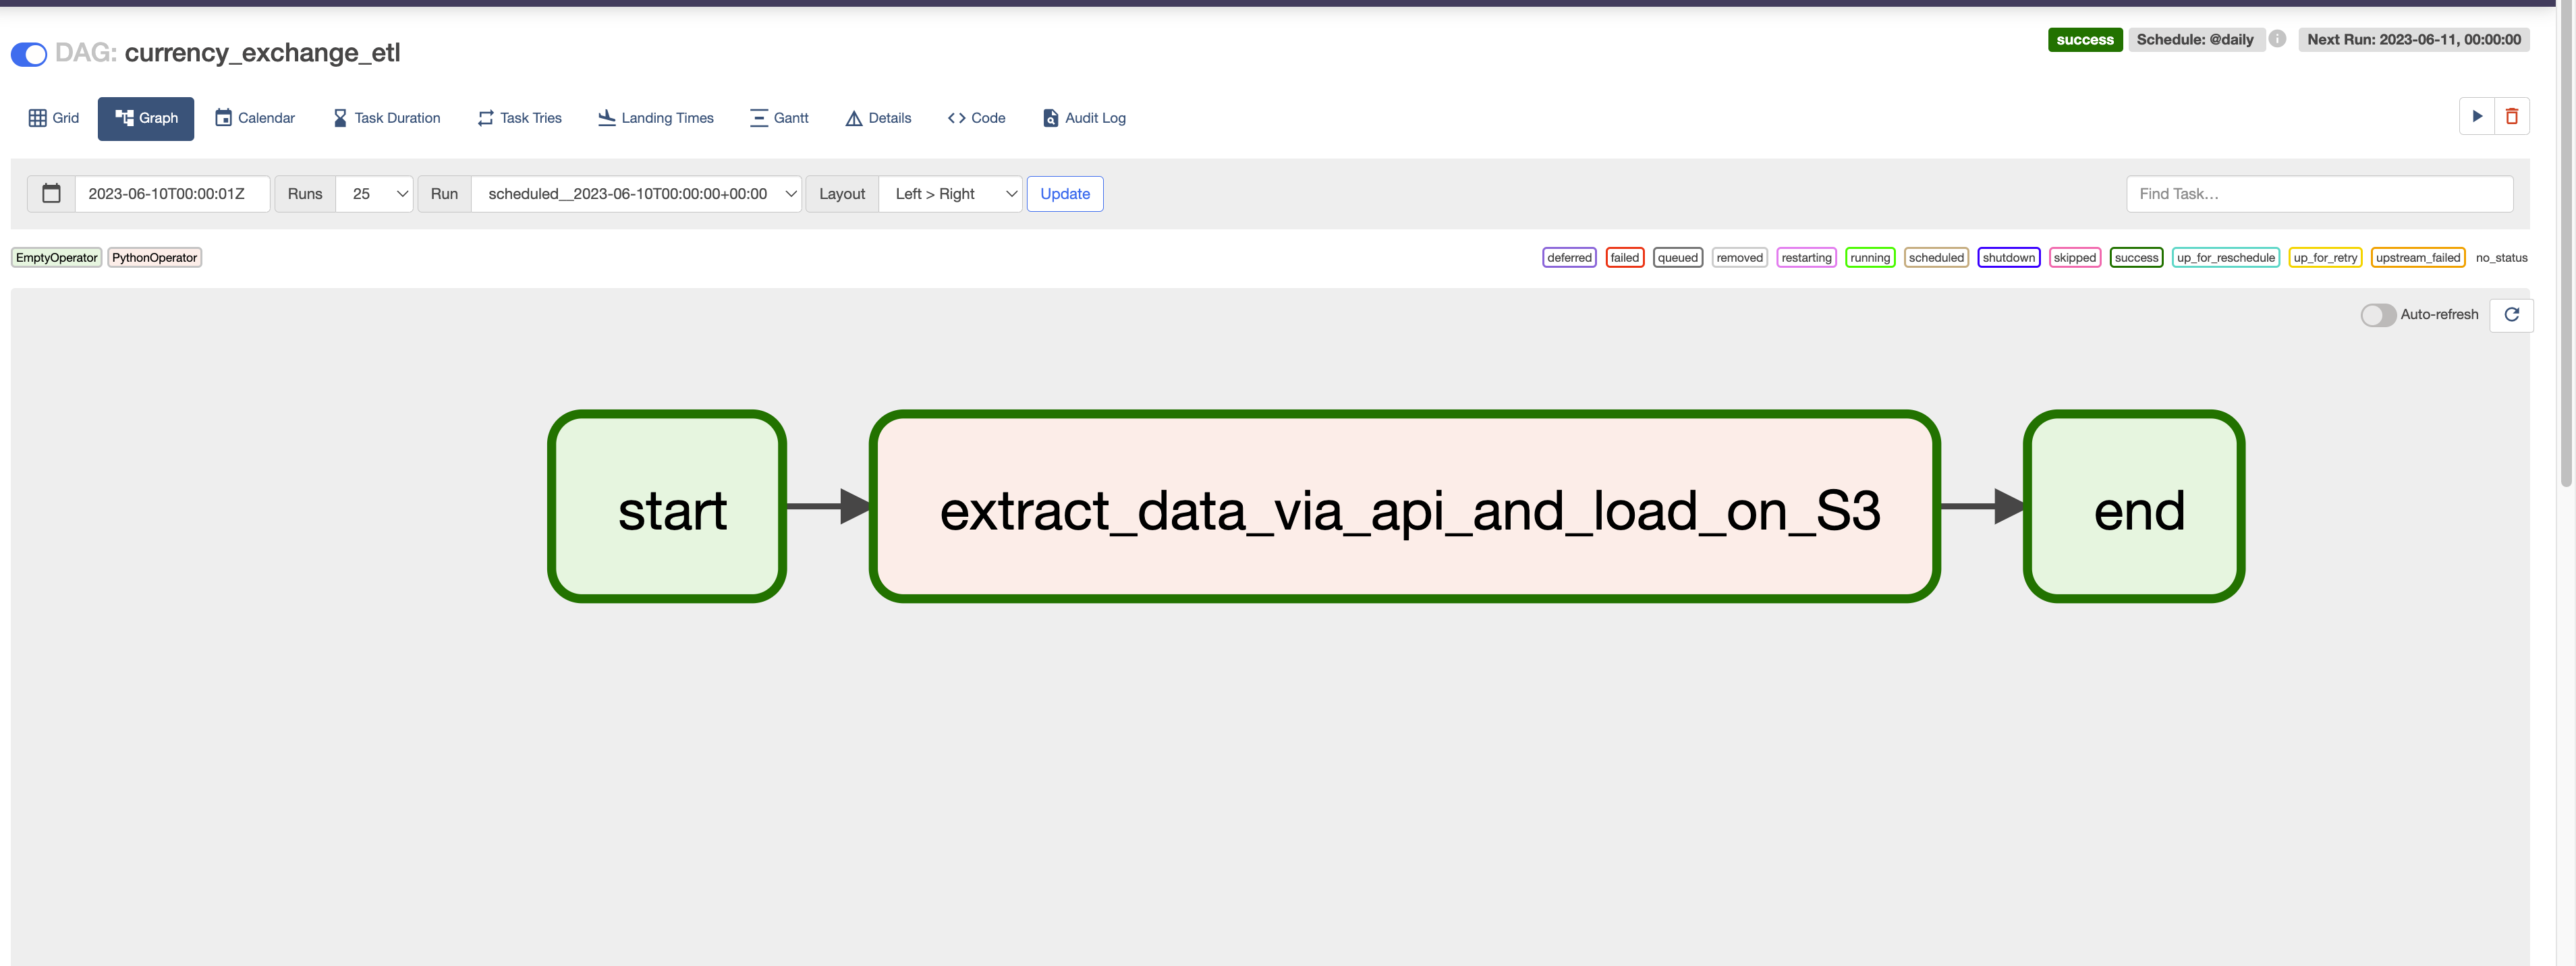 DAG: currency_exchange_etl
success Schedule: @daily Next Run: 2023-06-11, 00:00:00
Grid Graph Calendar Task Duration Task Tries Landing Times Gantt Details Code Audit Log
2023-06-10T00:00:01Z Runs 25 Run scheduled__2023-06-10T00:00:00+00:00 Layout Left > Right Update Find Task...
EmptyOperator PythonOperator deferred failed queued removed restarting running scheduled shutdown skipped success up_for_reschedule up_for_retry upstream_failed no_status
Auto-refresh
start extract_data_via_api_and_load_on_S3 end